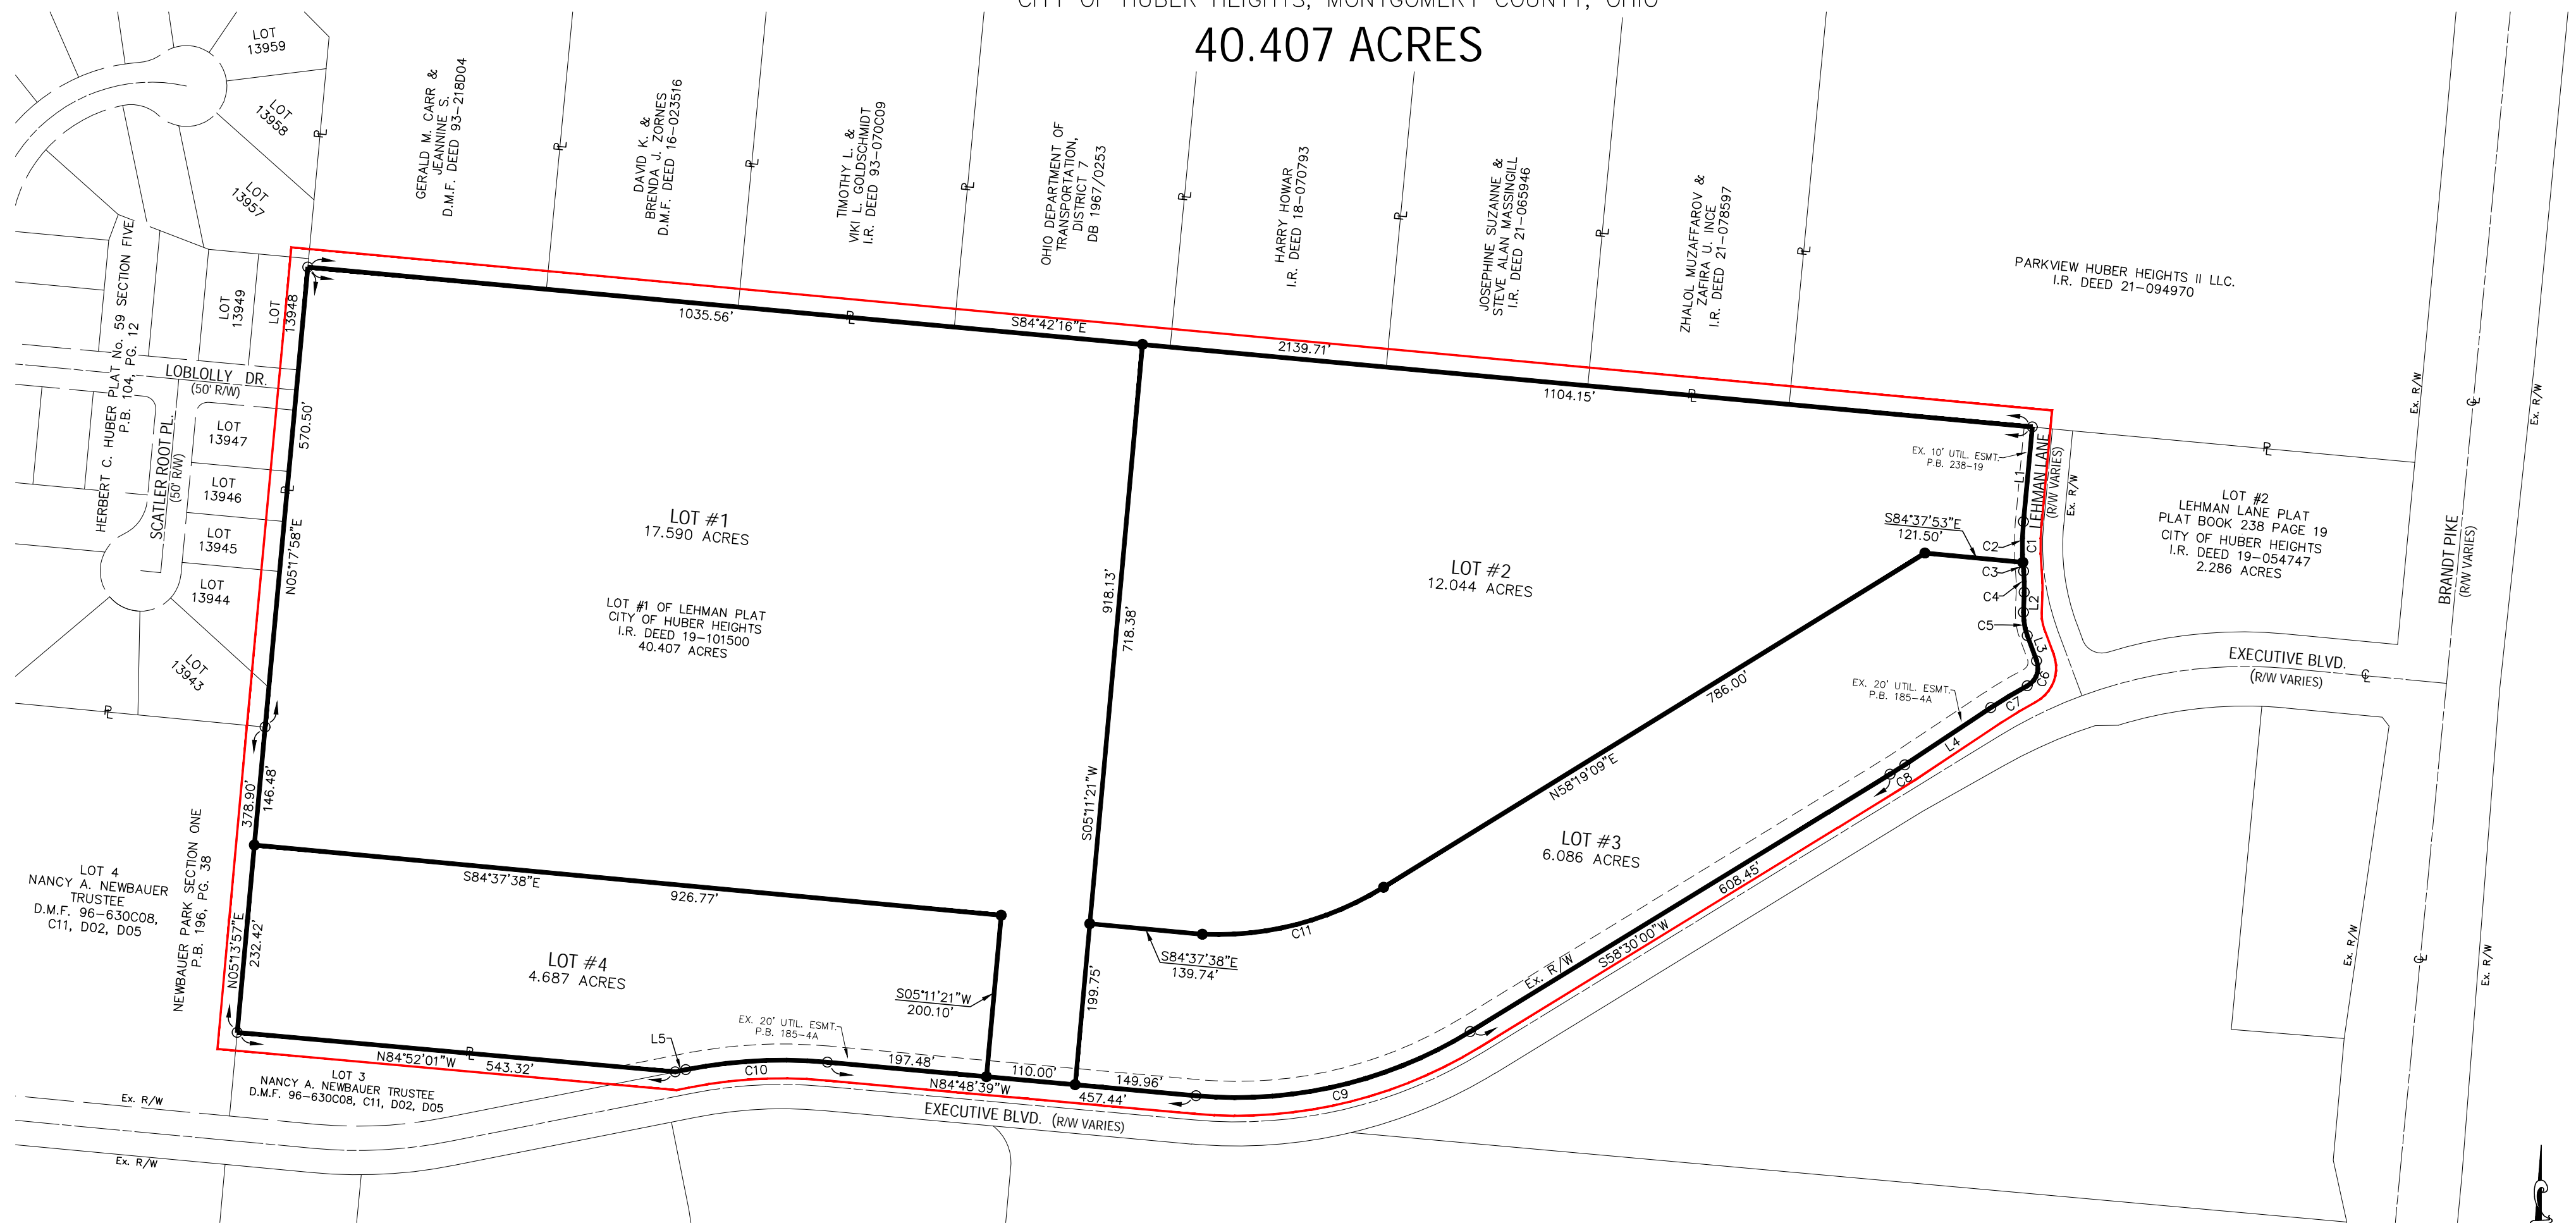 CITY OF HUBER HEIGHTS, MONTGOMERY COUNTY, OHIO
40.407 ACRES
LOT
13959
LOT
13958
LOT
13957
GERALD M. CARR &
JEANNINE S.
D.M.F. DEED 93-218D04
DAVID K. &
BRENDA J. ZORNES
D.M.F. DEED 16-023516
TIMOTHY L. &
VIKI L. GOLDSCHMIDT
I.R. DEED 93-070C09
OHIO DEPARTMENT OF
TRANSPORTATION,
DISTRICT 7
DB 1967/0253
HARRY HOWAR
I.R. DEED 18-070793
JOSEPHINE SUZANNE &
STEVE ALAN MASSINGILL
I.R. DEED 21-065946
ZHALOL MUZAFFAROV &
ZAFIRA U. INCE
I.R. DEED 21-078597
PARKVIEW HUBER HEIGHTS II LLC.
I.R. DEED 21-094970
HERBERT C. HUBER PLAT No. 59 SECTION FIVE
P.B. 104, PG. 12
LOT
13949
LOT
13948
LOBLOLLY DR.
(50' R/W)
SCATLER ROOT PL.
(50' R/W)
LOT
13947
LOT
13946
LOT
13945
LOT
13944
LOT
13943
1035.56'
S84°42'16"E
2139.71'
1104.15'
570.50'
N05°17'58"E
LOT #1
17.590 ACRES
LOT #1 OF LEHMAN PLAT
CITY OF HUBER HEIGHTS
I.R. DEED 19-101500
40.407 ACRES
918.13'
718.38'
S05°11'21"W
LOT #2
12.044 ACRES
EX. 10' UTIL. ESMT.
P.B. 238-19
L1
LEHMAN LANE
(R/W VARIES)
Ex. R/W
S84°37'53"E
121.50'
C2
C1
C3
C4
L2
C5
L3
C6
C7
L4
C8
EX. 20' UTIL. ESMT.
P.B. 185-4A
LOT #2
LEHMAN LANE PLAT
PLAT BOOK 238 PAGE 19
CITY OF HUBER HEIGHTS
I.R. DEED 19-054747
2.286 ACRES
Ex. R/W
Ex. R/W
BRANDT PIKE
(R/W VARIES)
EXECUTIVE BLVD.
(R/W VARIES)
786.00'
N58°19'09"E
LOT #3
6.086 ACRES
608.45'
S58°30'00"W
Ex. R/W
C11
S84°37'38"E
139.74'
199.75'
378.90'
146.48'
S84°37'38"E
926.77'
LOT 4
NANCY A. NEWBAUER
TRUSTEE
D.M.F. 96-630C08,
C11, D02, D05
NEWBAUER PARK SECTION ONE
P.B. 196, PG. 38
N05°13'57"E
232.42'
LOT #4
4.687 ACRES
S05°11'21"W
200.10'
EX. 20' UTIL. ESMT.
P.B. 185-4A
L5
N84°52'01"W
543.32'
C10
197.48'
N84°48'39"W
110.00'
149.96'
457.44'
C9
LOT 3
NANCY A. NEWBAUER TRUSTEE
D.M.F. 96-630C08, C11, D02, D05
Ex. R/W
Ex. R/W
EXECUTIVE BLVD. (R/W VARIES)
Ex. R/W
Ex. R/W